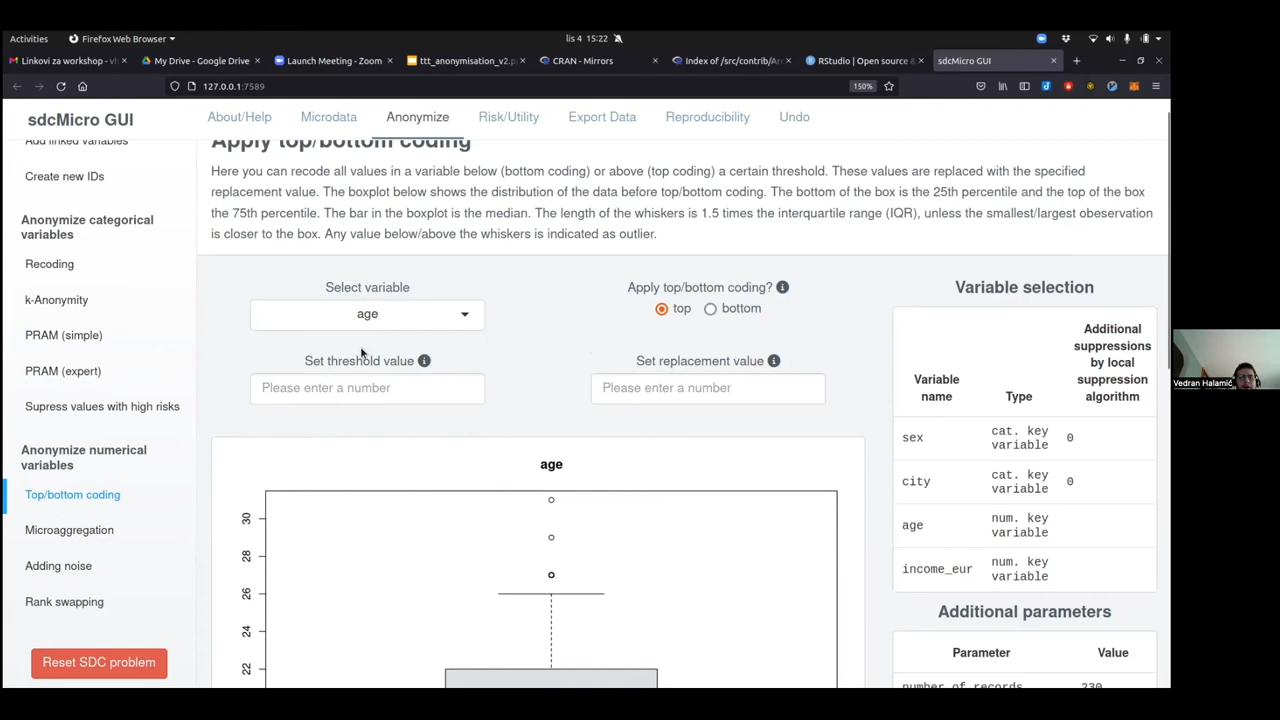 Activities
Firefox Web Browser
lis 4 15:22
Linkovi za workshop - vh
My Drive - Google Drive
Launch Meeting - Zoom
ttt_anonymisation_v2.p
CRAN - Mirrors
Index of /src/contrib/Arc
RStudio | Open source &
sdcMicro GUI
127.0.0.1:7589
150%
sdcMicro GUI
About/Help
Microdata
Anonymize
Risk/Utility
Export Data
Reproducibility
Undo
Add linked variables
Create new IDs
Anonymize categorical
variables
Recoding
k-Anonymity
PRAM (simple)
PRAM (expert)
Supress values with high risks
Anonymize numerical
variables
Top/bottom coding
Microaggregation
Adding noise
Rank swapping
Reset SDC problem
Apply top/bottom coding
Here you can recode all values in a variable below (bottom coding) or above (top coding) a certain threshold. These values are replaced with the specified
replacement value. The boxplot below shows the distribution of the data before top/bottom coding. The bottom of the box is the 25th percentile and the top of the box
the 75th percentile. The bar in the boxplot is the median. The length of the whiskers is 1.5 times the interquartile range (IQR), unless the smallest/largest obeservation
is closer to the box. Any value below/above the whiskers is indicated as outlier.
Select variable
age
Apply top/bottom coding?
top
bottom
Set threshold value
Please enter a number
Set replacement value
Please enter a number
age
30
28
26
24
22
Variable selection
Variable name
Type
Additional suppressions by local suppression algorithm
sex
cat. key variable
0
city
cat. key variable
0
age
num. key variable
income_eur
num. key variable
Additional parameters
Parameter
Value
number of records
230
Vedran Halamić